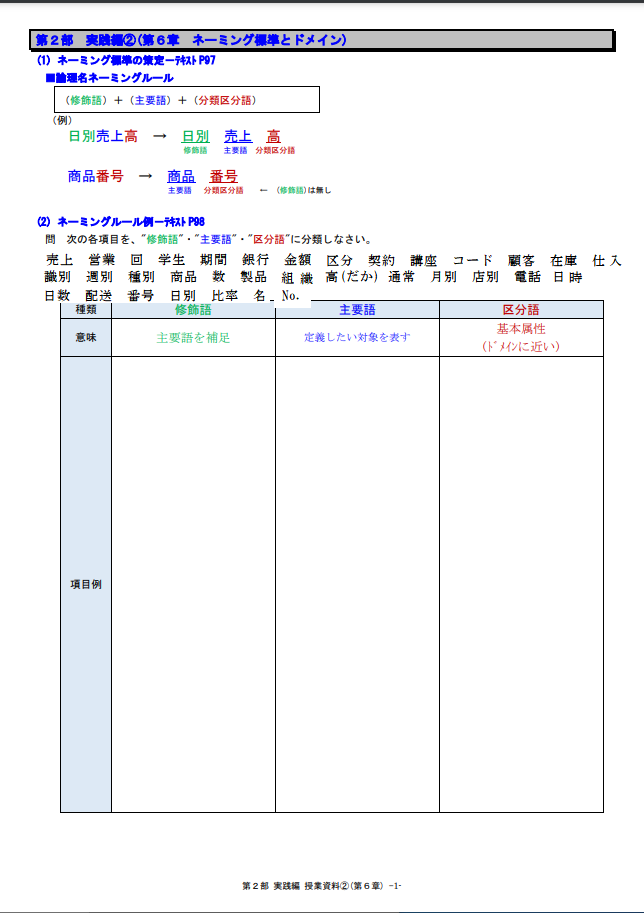 第２部　実践編②(第６章　ネーミング標準とドメイン)
(1) ネーミング標準の策定－ﾃｷｽﾄP97
■論理名ネーミングルール
（修飾語）＋（主要語）＋（分類区分語）
（例）
日別売上高　→　日別　売上　高
修飾語　主要語　分類区分語
商品番号　→　商品　番号
主要語　分類区分語　←　(修飾語)は無し
(2) ネーミングルール例－ﾃｷｽﾄP98
問　次の各項目を、"修飾語"・"主要語"・"区分語"に分類しなさい。
売上　営業　回　学生　期間　銀行　金額　区分　契約　講座　コード　顧客　在庫　仕入
識別　週別　種別　商品　数　製品　組織　高(だか)　通常　月別　店別　電話　日時
日数　配送　番号　日別　比率　名　No.
種類　修飾語　主要語　区分語
意味　主要語を補足　定義したい対象を表す　基本属性
（ﾄﾞﾒｲﾝに近い）
項目例
第２部 実践編 授業資料②(第６章) -1-